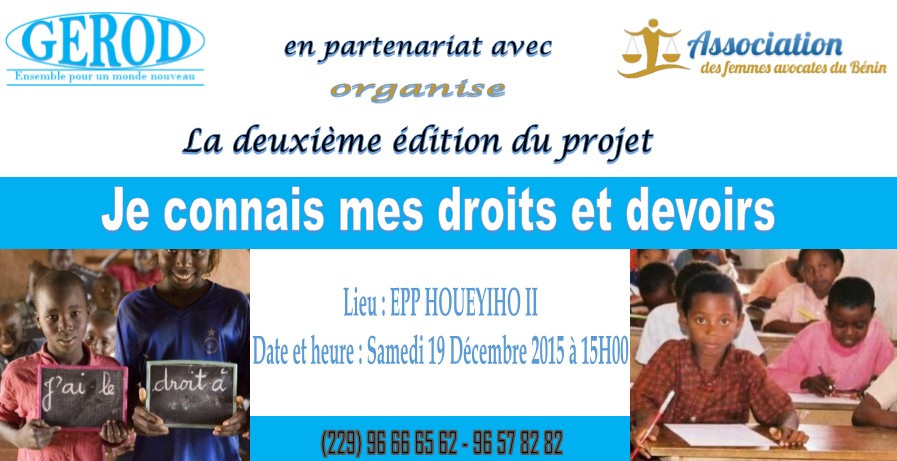 GEROD
Ensemble pour un monde nouveau
en partenariat avec
Association
des femmes avocates du Bénin
organise
La deuxième édition du projet
Je connais mes droits et devoirs
Lieu : EPP HOUEYIHO II
Date et heure : Samedi 19 Décembre 2015 à 15H00
j'ai le
droit à
(229) 96 66 65 62 - 96 57 82 82